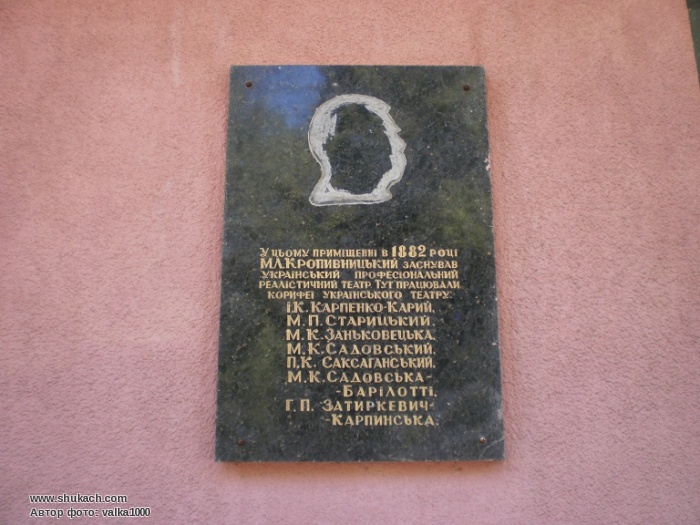 У ЦЬОМУ ПРИМІЩЕННІ В 1882 РОЦІ
М.Л.КРОПИВНИЦЬКИЙ ЗАСНУВАВ
УКРАЇНСЬКИЙ ПРОФЕСІОНАЛЬНИЙ
РЕАЛІСТИЧНИЙ ТЕАТР. ТУТ ПРАЦЮВАЛИ
КОРИФЕЇ УКРАЇНСЬКОГО ТЕАТРУ:
І.К. КАРПЕНКО-КАРИЙ,
М.П. СТАРИЦЬКИЙ,
М.К. ЗАНЬКОВЕЦЬКА,
М.К. САДОВСЬКИЙ,
П.К. САКСАГАНСЬКИЙ,
М.К. САДОВСЬКА-
-БАРІЛОТТІ,
Г.П. ЗАТИРКЕВИЧ-
-КАРПИНСЬКА.
www.shukach.com
Автор фото: valka1000